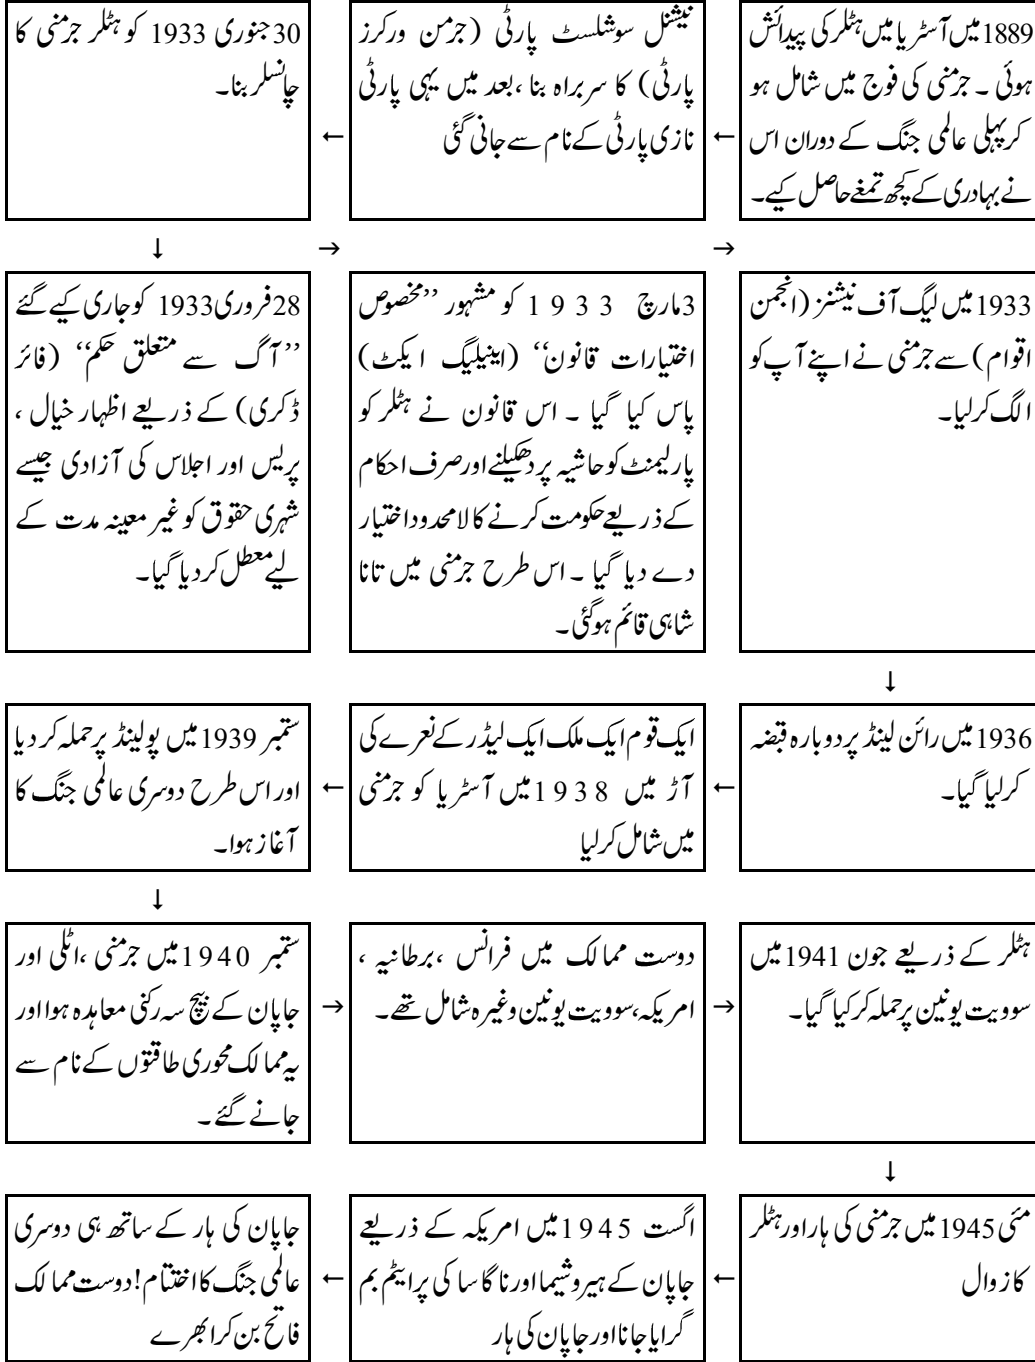 1889 میں آسٹریا میں ہٹلر کی پیدائش
ہوئی ۔ جرمنی کی فوج میں شامل ہو
کر پہلی عالمی جنگ کے دوران اس
نے بہادری کے کچھ تمغے حاصل کیے۔
←
نیشنل سوشلسٹ پارٹی (جرمن ورکرز
پارٹی) کا سربراہ بنا ، بعد میں یہی پارٹی
نازی پارٹی کے نام سے جانی گئی
←
30 جنوری 1933 کو ہٹلر جرمنی کا
چانسلر بنا۔
↓
28 فروری 1933 کو جاری کیے گئے
”آگ سے متعلق حکم“ (فائر
ڈکری) کے ذریعے اظہار خیال ،
پریس اور اجلاس کی آزادی جیسے
شہری حقوق کو غیر معینہ مدت کے
لیے معطل کر دیا گیا۔
→
3 مارچ 1933 کو مشہور ”مخصوص
اختیارات قانون“ (اینیبلیگ ایکٹ)
پاس کیا گیا ۔ اس قانون نے ہٹلر کو
پارلیمنٹ کو حاشیہ پر دھکیلنے اور صرف احکام
کے ذریعے حکومت کرنے کا لامحدود اختیار
دے دیا گیا ۔ اس طرح جرمنی میں تانا
شاہی قائم ہوگئی ۔
→
1933 میں لیگ آف نیشنز (انجمن
اقوام) سے جرمنی نے اپنے آپ کو
الگ کرلیا۔
↓
1936 میں رائن لینڈ پر دوبارہ قبضہ
کرلیا گیا۔
←
ایک قوم ایک ملک ایک لیڈر کے نعرے کی
آڑ میں 1938 میں آسٹریا کو جرمنی
میں شامل کرلیا
←
ستمبر 1939 میں پولینڈ پر حملہ کر دیا
اور اس طرح دوسری عالمی جنگ کا
آغاز ہوا۔
↓
ستمبر 1940 میں جرمنی ،اٹلی اور
جاپان کے بیچ سہ رکنی معاہدہ ہوا اور
یہ ممالک محوری طاقتوں کے نام سے
جانے گئے ۔
→
دوست ممالک میں فرانس ،برطانیہ ،
امریکہ، سوویت یونین وغیرہ شامل تھے۔
→
ہٹلر کے ذریعے جون 1941 میں
سوویت یونین پر حملہ کر کیا گیا۔
↓
مئی 1945 میں جرمنی کی ہار اور ہٹلر
کا زوال
←
اگست 1945 میں امریکہ کے ذریعے
جاپان کے ہیروشیما اور ناگاساکی پر ایٹم بم
گرایا جانا اور جاپان کی ہار
←
جاپان کی ہار کے ساتھ ہی دوسری
عالمی جنگ کا اختتام! دوست ممالک
فاتح بن کر ابھرے